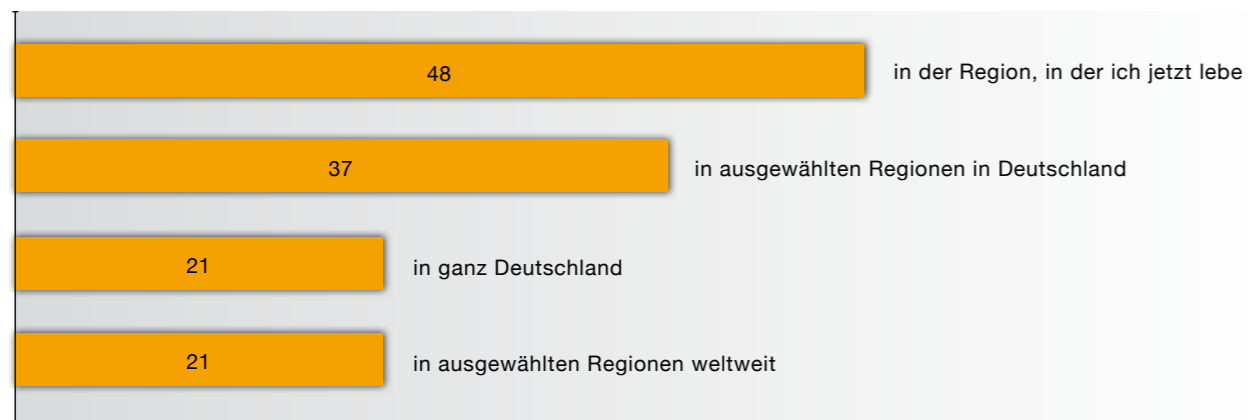 48 in der Region, in der ich jetzt lebe
37 in ausgewählten Regionen in Deutschland
21 in ganz Deutschland
21 in ausgewählten Regionen weltweit